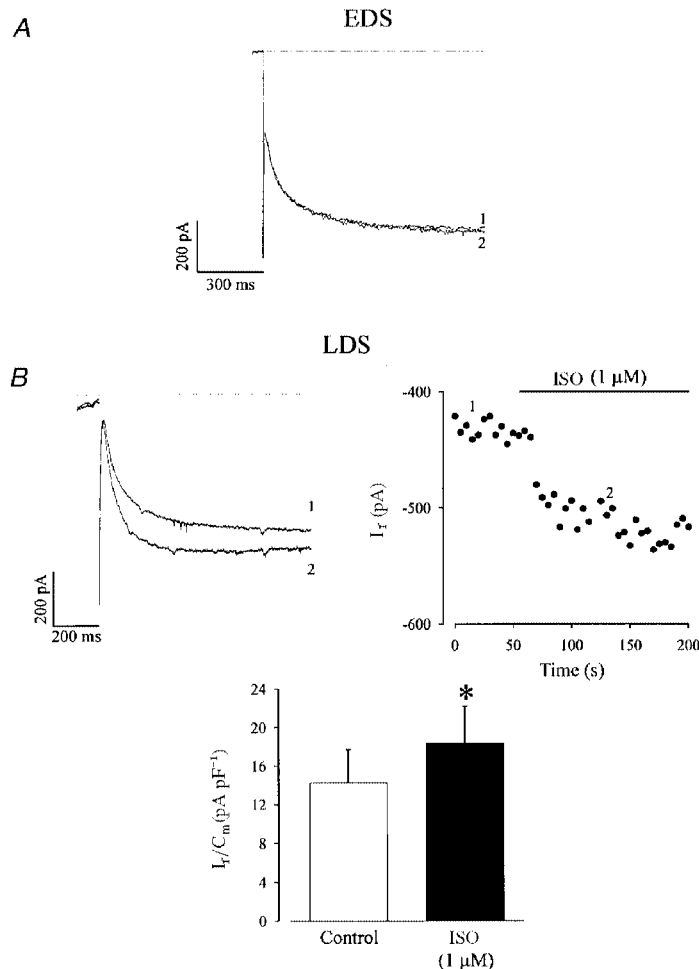 A
EDS
200 pA
300 ms
1
2
LDS
B
200 pA
200 ms
1
2
ISO (1 μM)
-400
-500
-600
Ir (pA)
1
2
0
50
100
150
200
Time (s)
24
20
16
12
8
4
0
Ir/Cm (pA pF⁻¹)
*
Control
ISO
(1 μM)